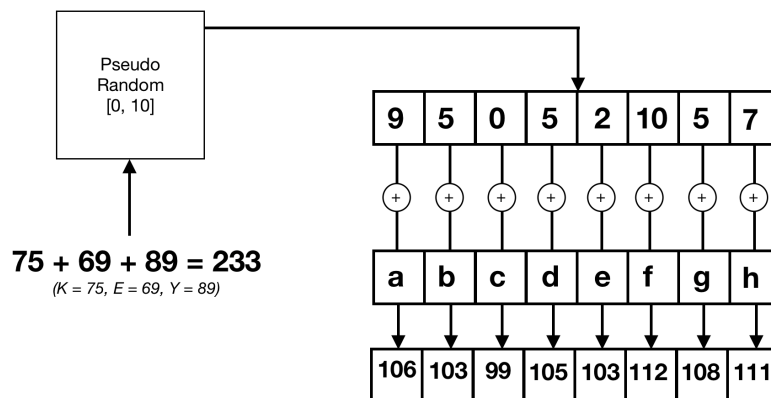 Pseudo
Random
[0, 10]
9 5 0 5 2 10 5 7
+ + + + + + + +
75 + 69 + 89 = 233
(K = 75, E = 69, Y = 89)
a b c d e f g h
106 103 99 105 103 112 108 111